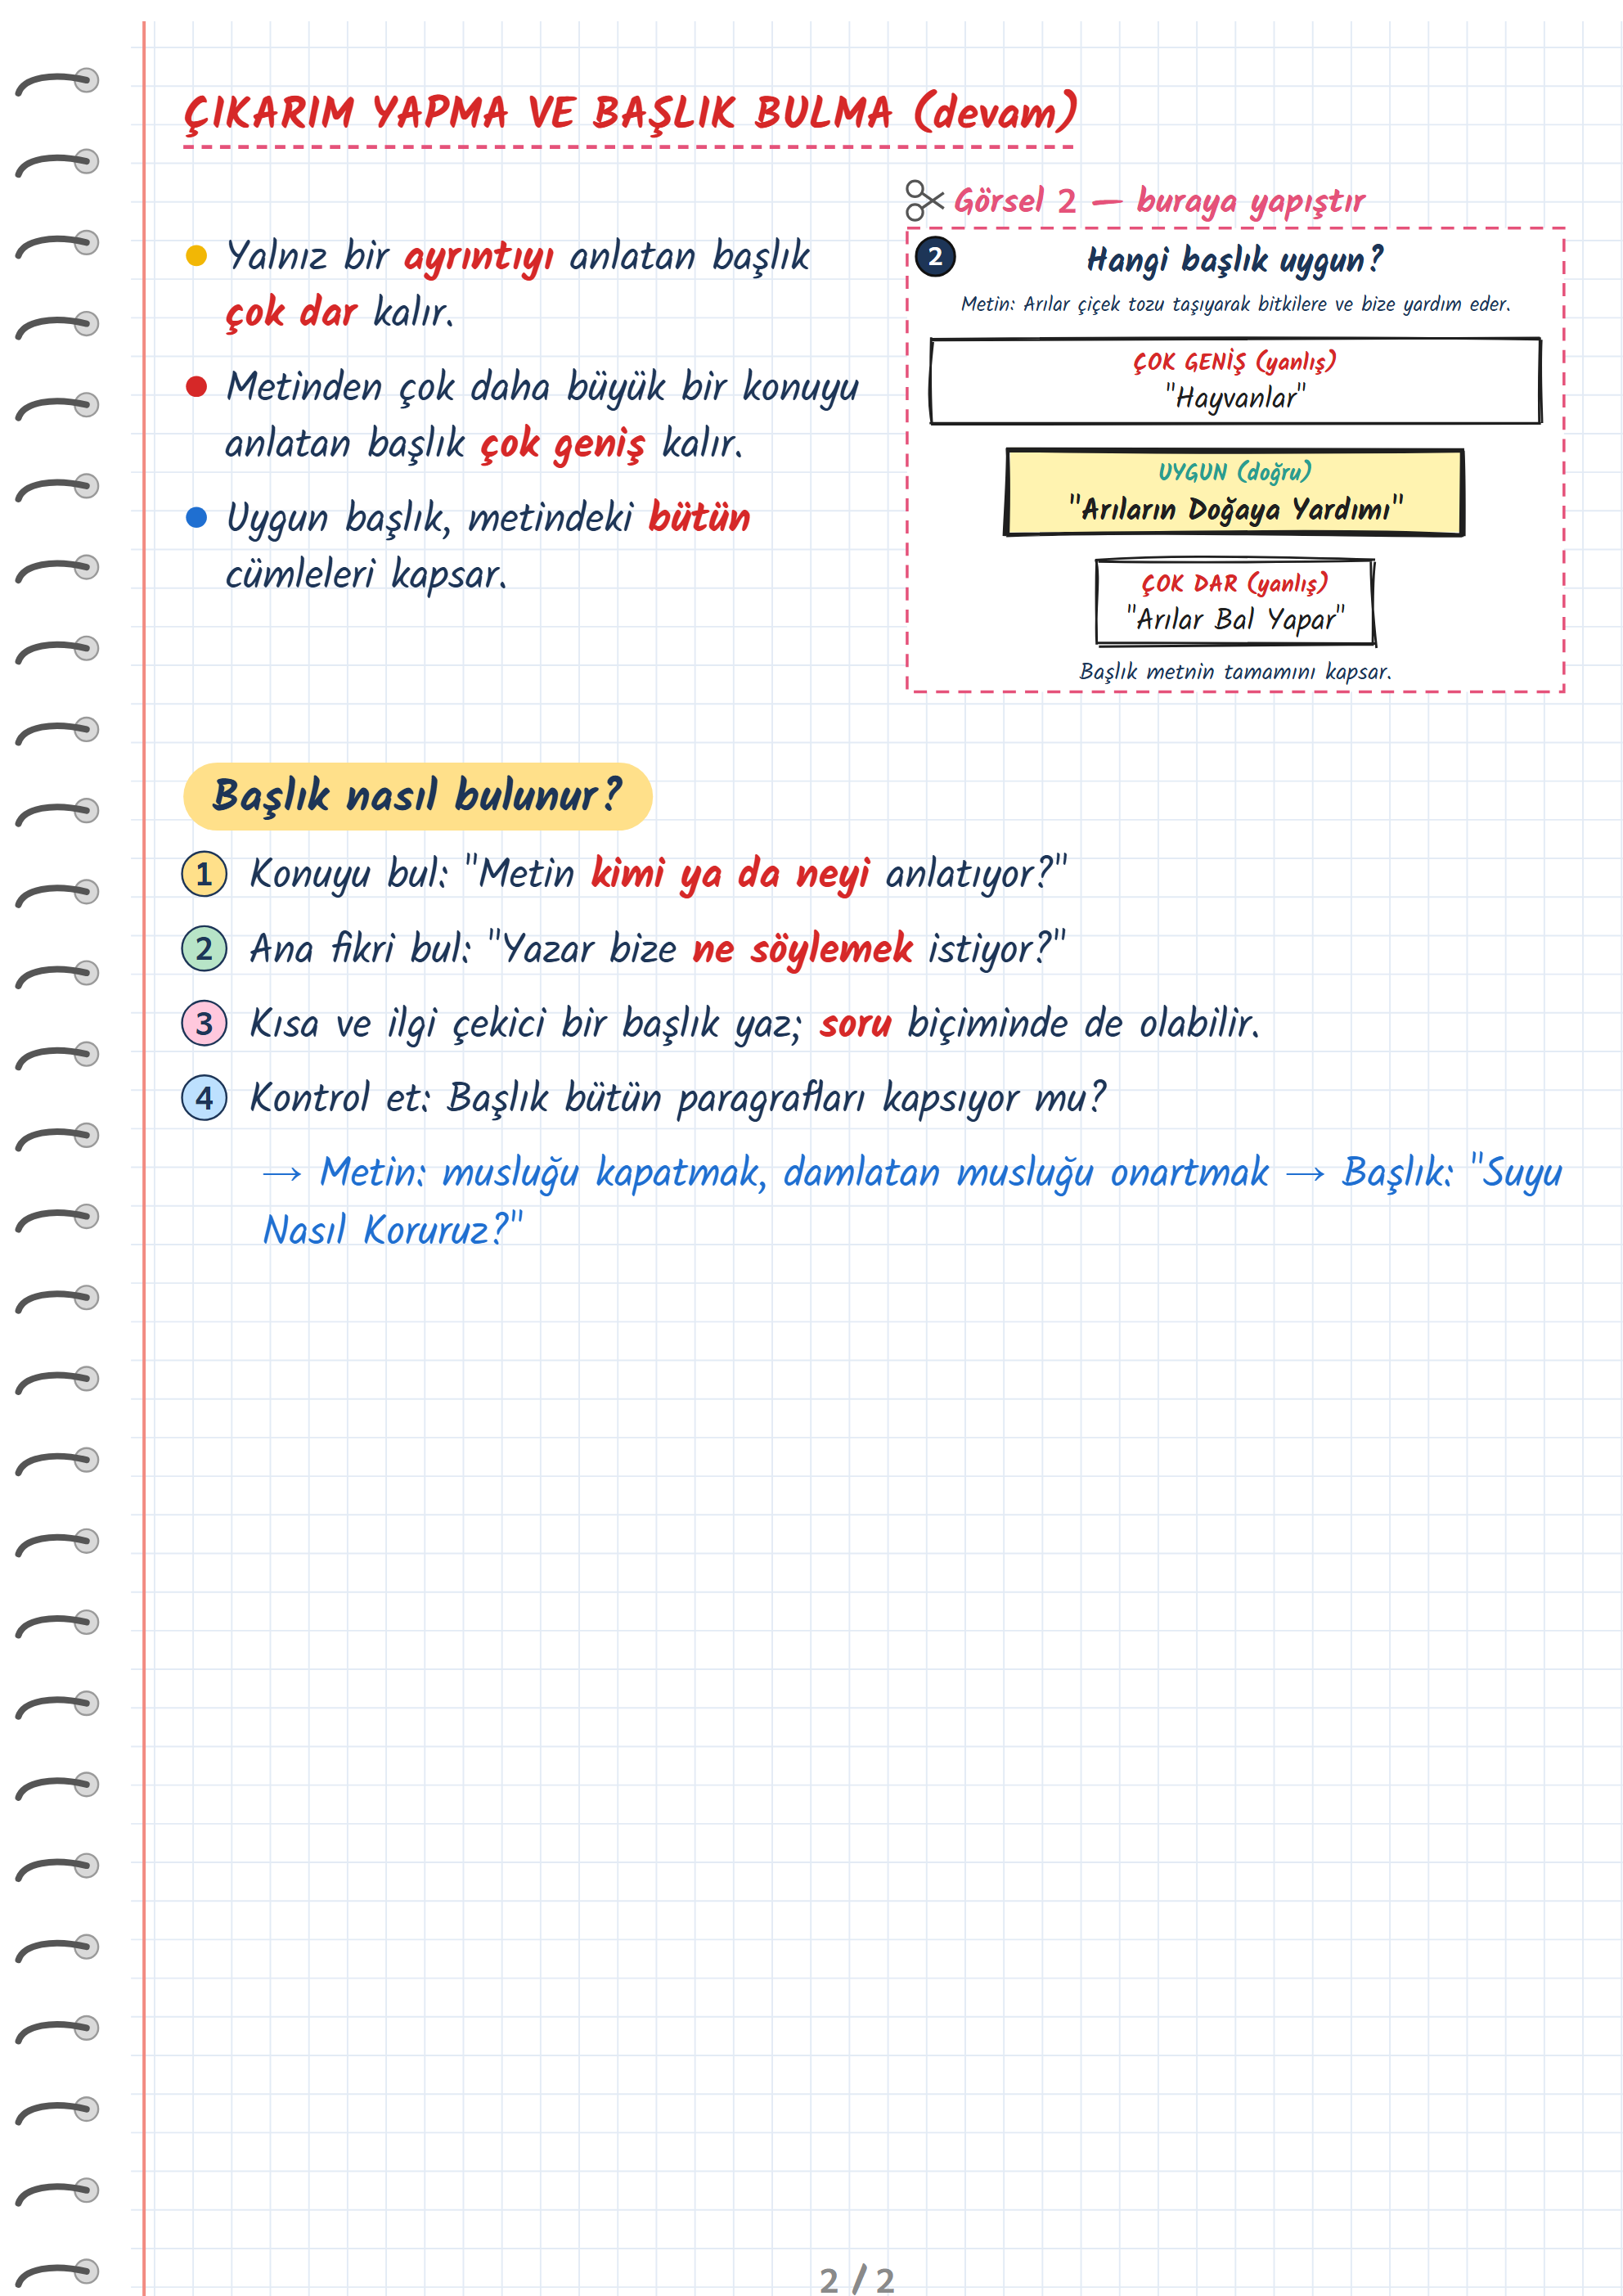 ÇIKARIM YAPMA VE BAŞLIK BULMA (devam)
Yalnız bir ayrıntıyı anlatan başlık
çok dar kalır.
Metinden çok daha büyük bir konuyu
anlatan başlık çok geniş kalır.
Uygun başlık, metindeki bütün
cümleleri kapsar.
Görsel 2 — buraya yapıştır
2 Hangi başlık uygun?
Metin: Arılar çiçek tozu taşıyarak bitkilere ve bize yardım eder.
ÇOK GENİŞ (yanlış)
"Hayvanlar"
UYGUN (doğru)
"Arıların Doğaya Yardımı"
ÇOK DAR (yanlış)
"Arılar Bal Yapar"
Başlık metnin tamamını kapsar.
Başlık nasıl bulunur?
1 Konuyu bul: "Metin kimi ya da neyi anlatıyor?"
2 Ana fikri bul: "Yazar bize ne söylemek istiyor?"
3 Kısa ve ilgi çekici bir başlık yaz; soru biçiminde de olabilir.
4 Kontrol et: Başlık bütün paragrafları kapsıyor mu?
→ Metin: musluğu kapatmak, damlatan musluğu onartmak → Başlık: "Suyu
Nasıl Koruruz?"
2 / 2